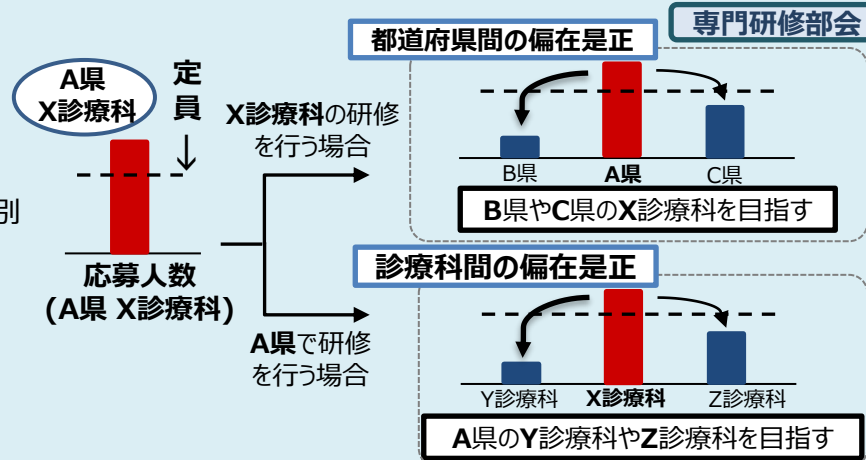 専門研修部会
都道府県間の偏在是正
A県
X診療科
定
員
↓
X診療科の研修
を行う場合
B県
A県
C県
B県やC県のX診療科を目指す
別
応募人数
(A県 X診療科)
診療科間の偏在是正
A県で研修
を行う場合
Y診療科
X診療科
Z診療科
A県のY診療科やZ診療科を目指す